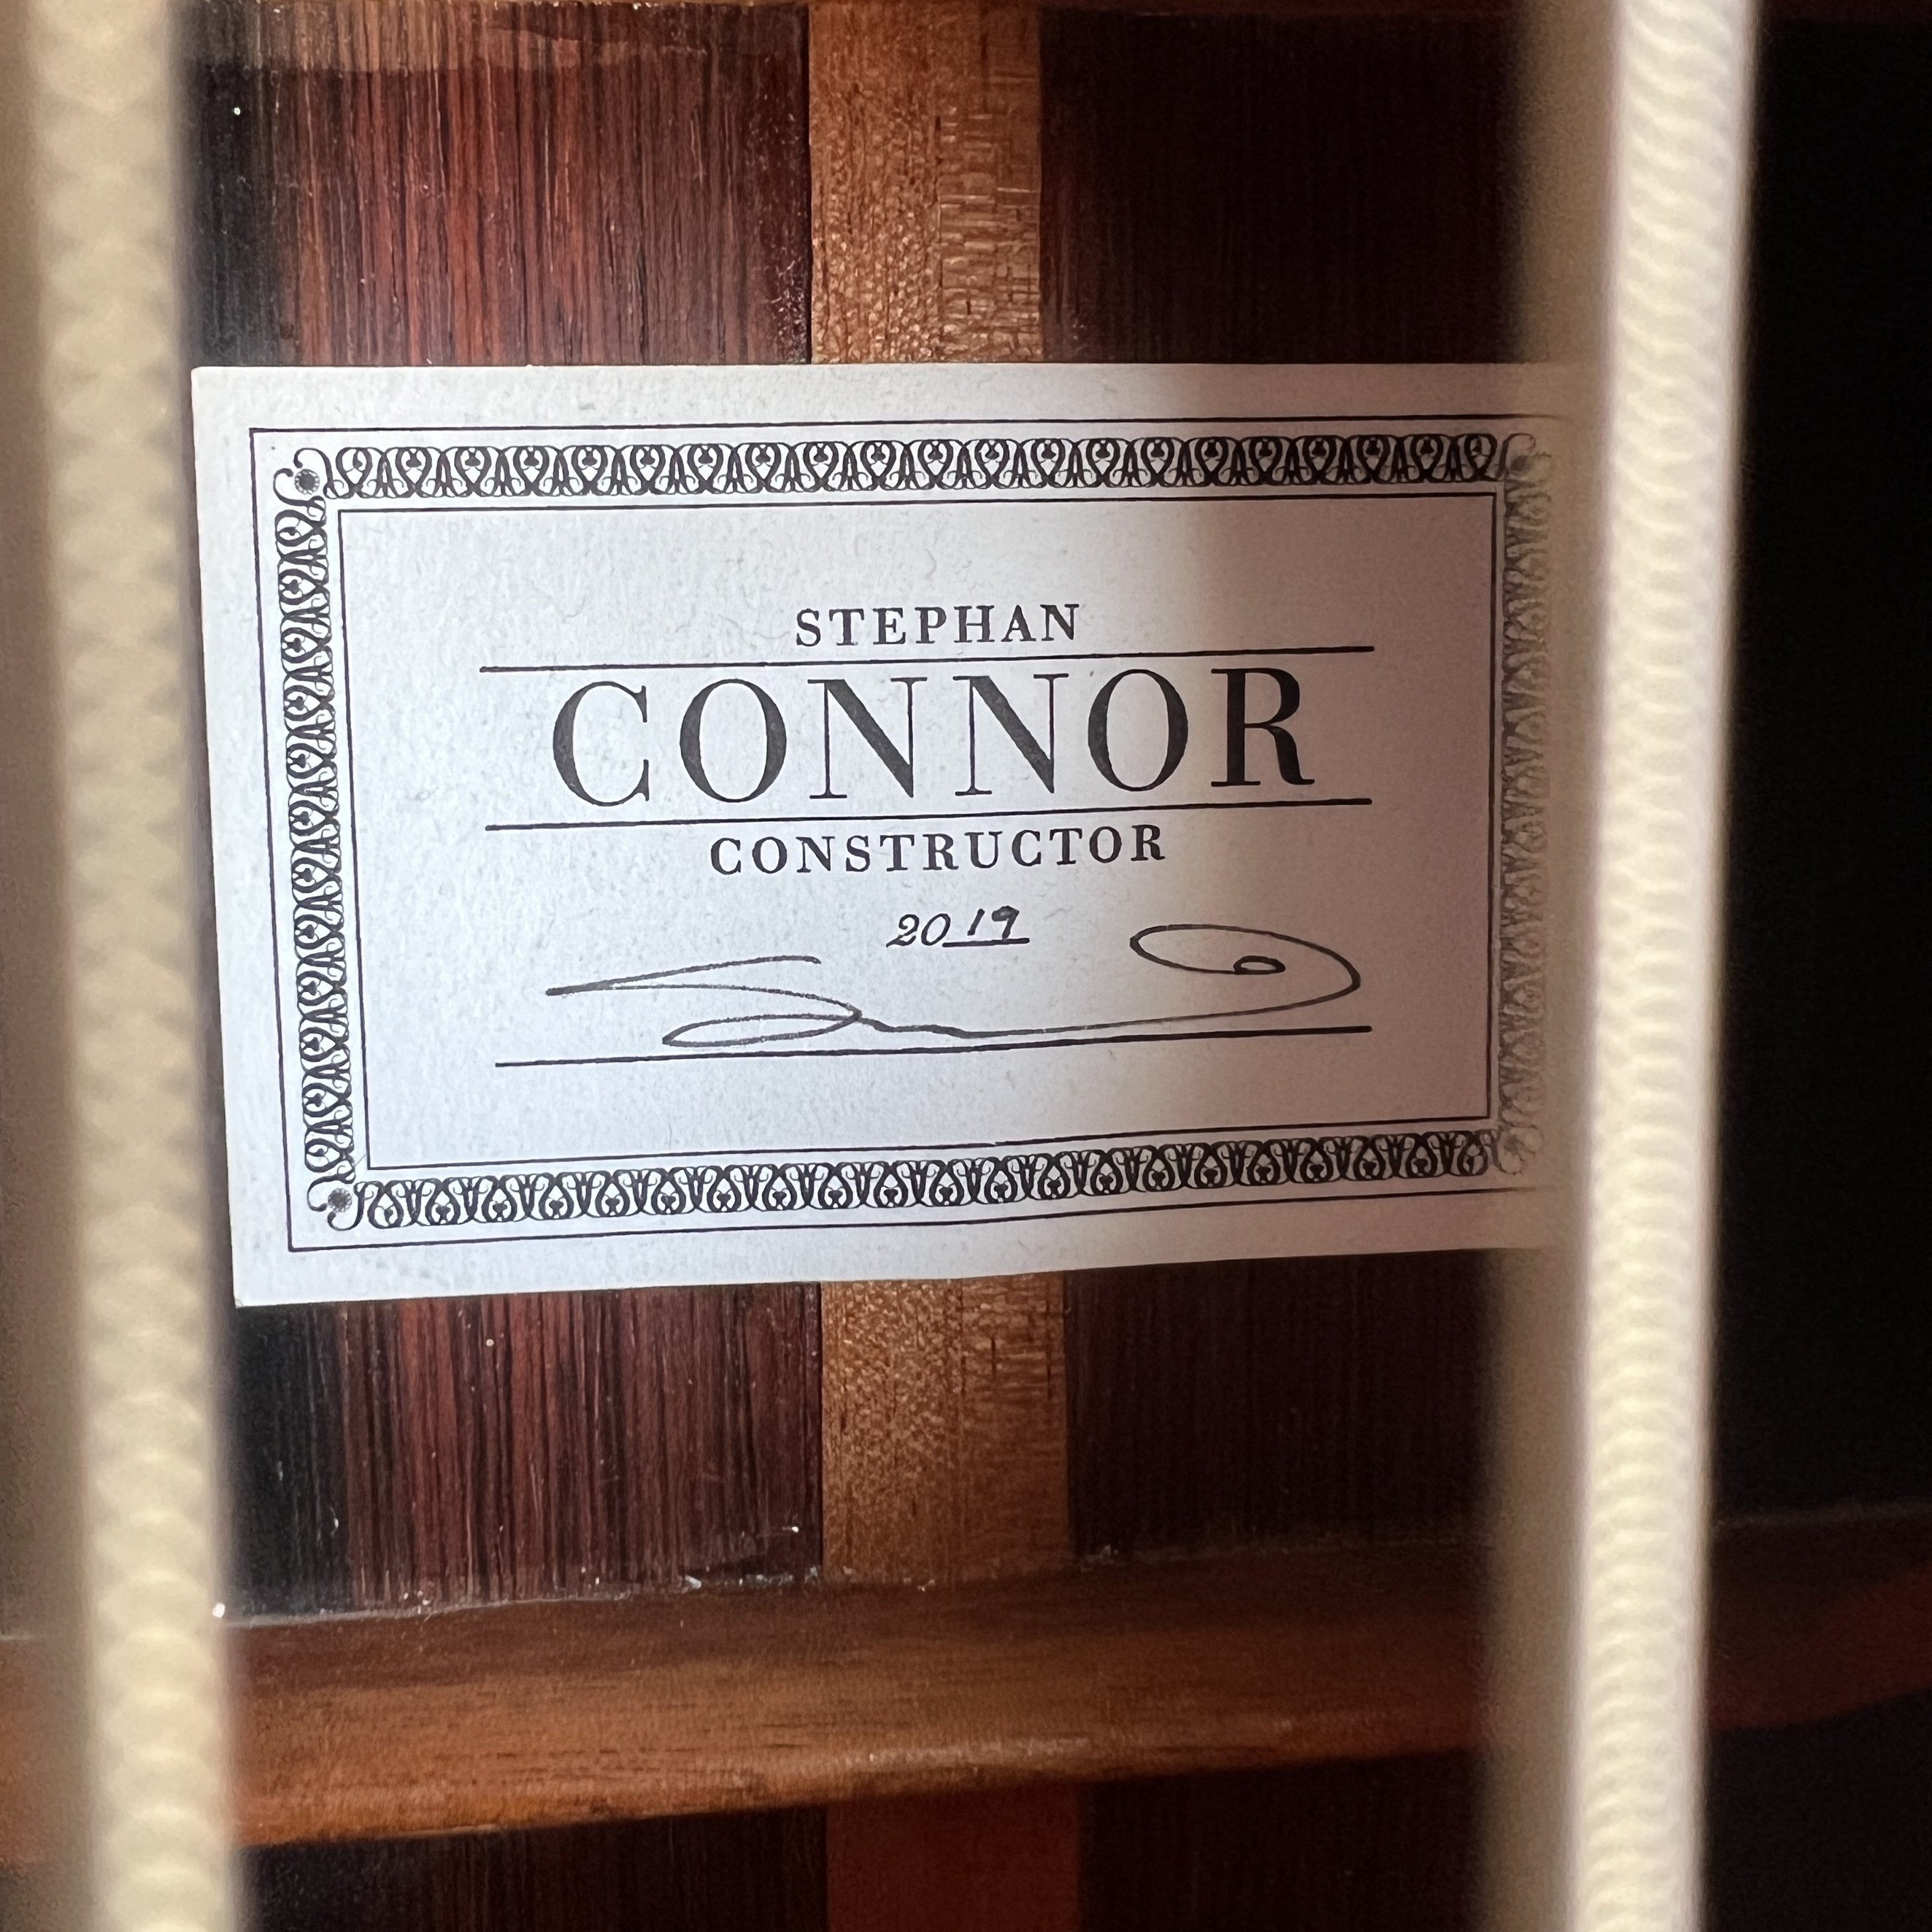 STEPHAN
CONNOR
CONSTRUCTOR
2019